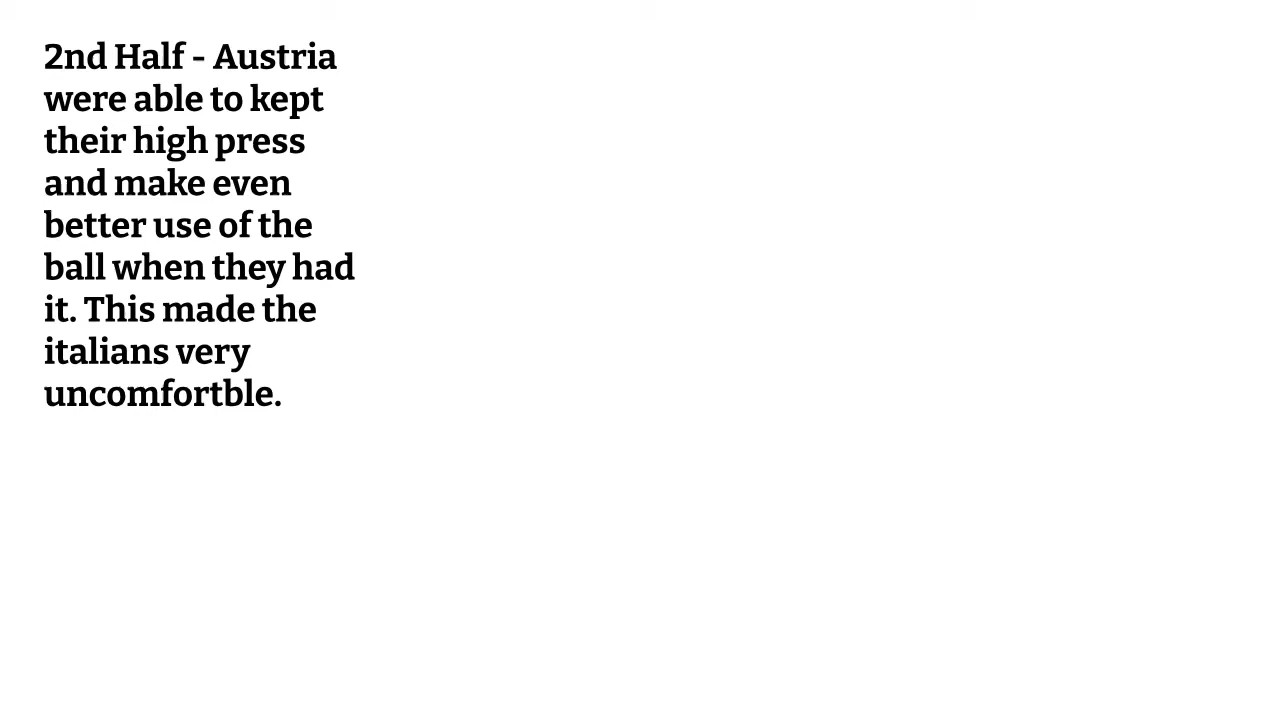 2nd Half - Austria
were able to kept
their high press
and make even
better use of the
ball when they had
it. This made the
italians very
uncomfortble.